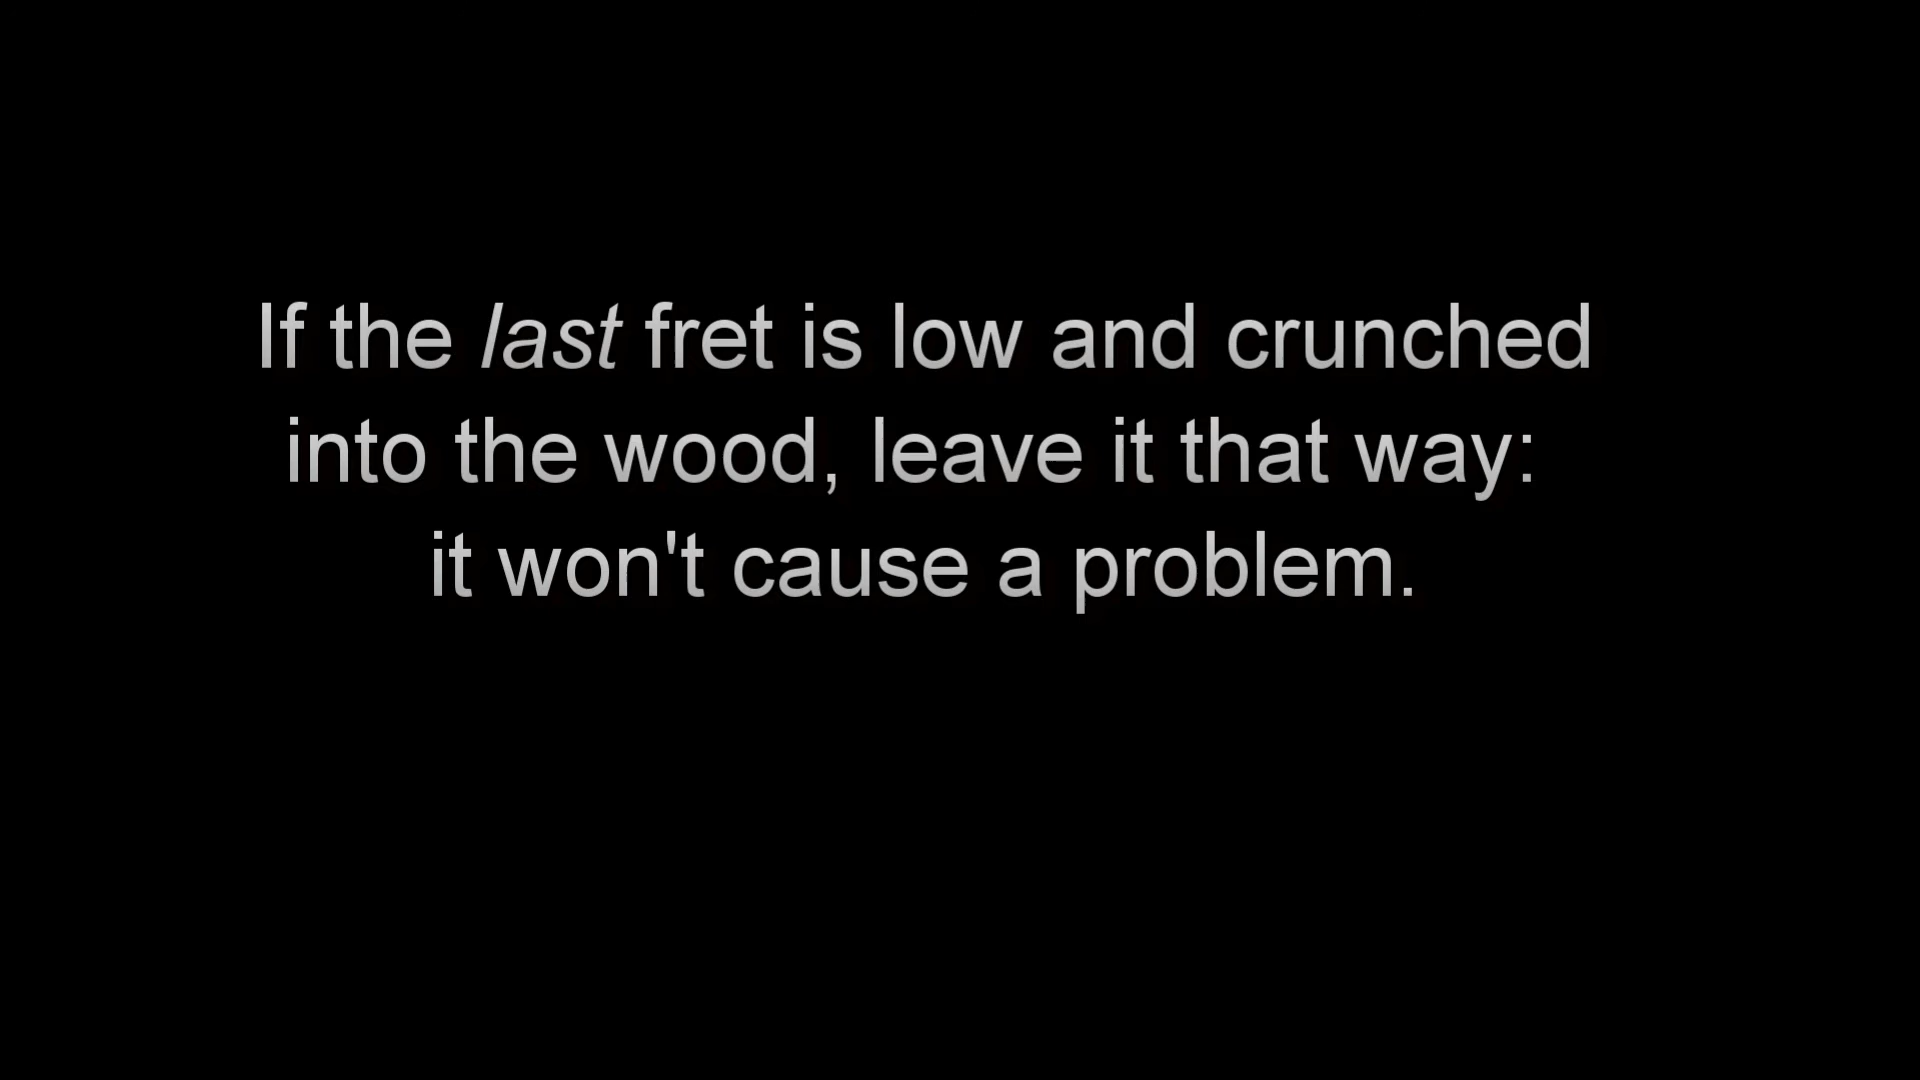 If the last fret is low and crunched
into the wood, leave it that way:
it won't cause a problem.